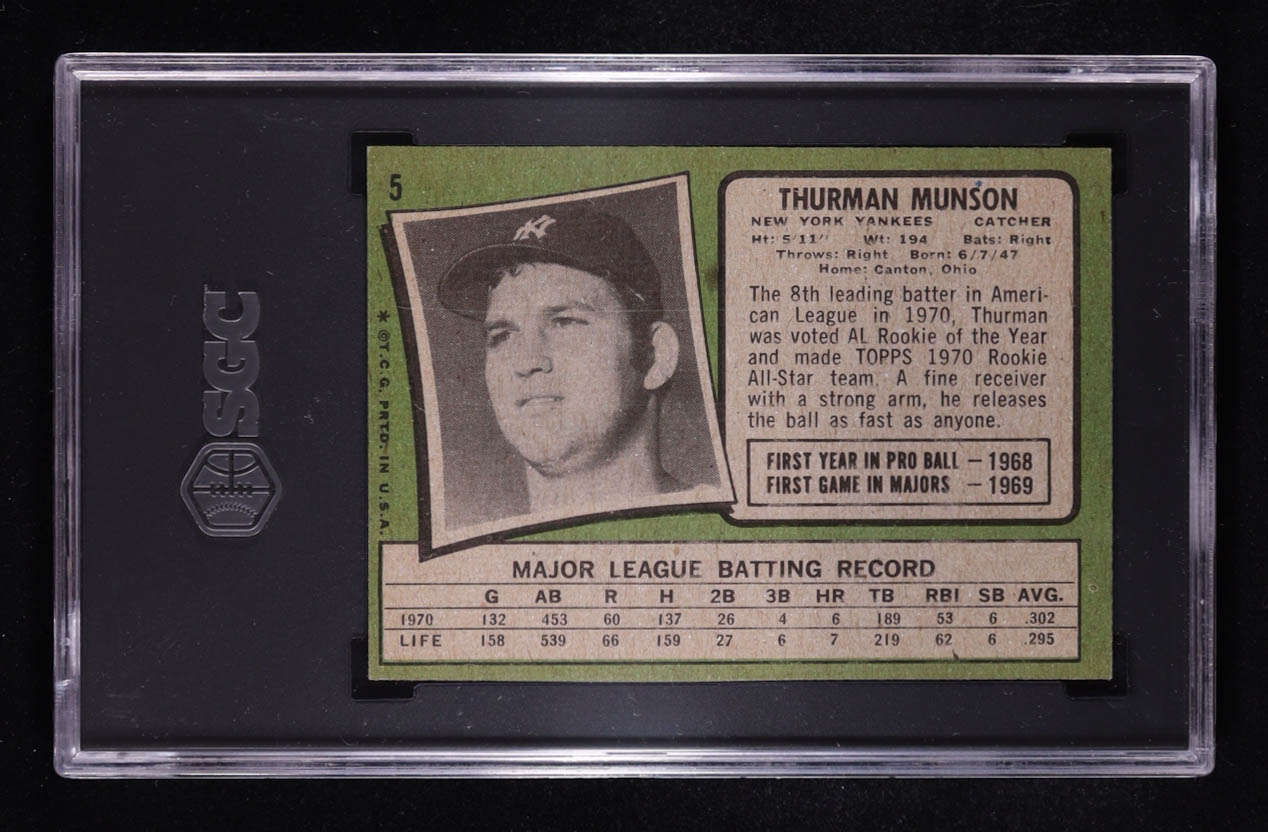 SGC
5
NY
* ©T.C.G. PRTD. IN U.S.A.
THURMAN MUNSON
NEW YORK YANKEES CATCHER
Ht: 5'11" Wt: 194 Bats: Right
Throws: Right Born: 6/7/47
Home: Canton, Ohio
The 8th leading batter in Ameri-
can League in 1970, Thurman
was voted AL Rookie of the Year
and made TOPPS 1970 Rookie
All-Star team. A fine receiver
with a strong arm, he releases
the ball as fast as anyone.
FIRST YEAR IN PRO BALL — 1968
FIRST GAME IN MAJORS — 1969
MAJOR LEAGUE BATTING RECORD
G AB R H 2B 3B HR TB RBI SB AVG.
1970 132 453 60 137 26 4 6 189 53 6 .302
LIFE 158 539 66 159 27 6 7 219 62 6 .295